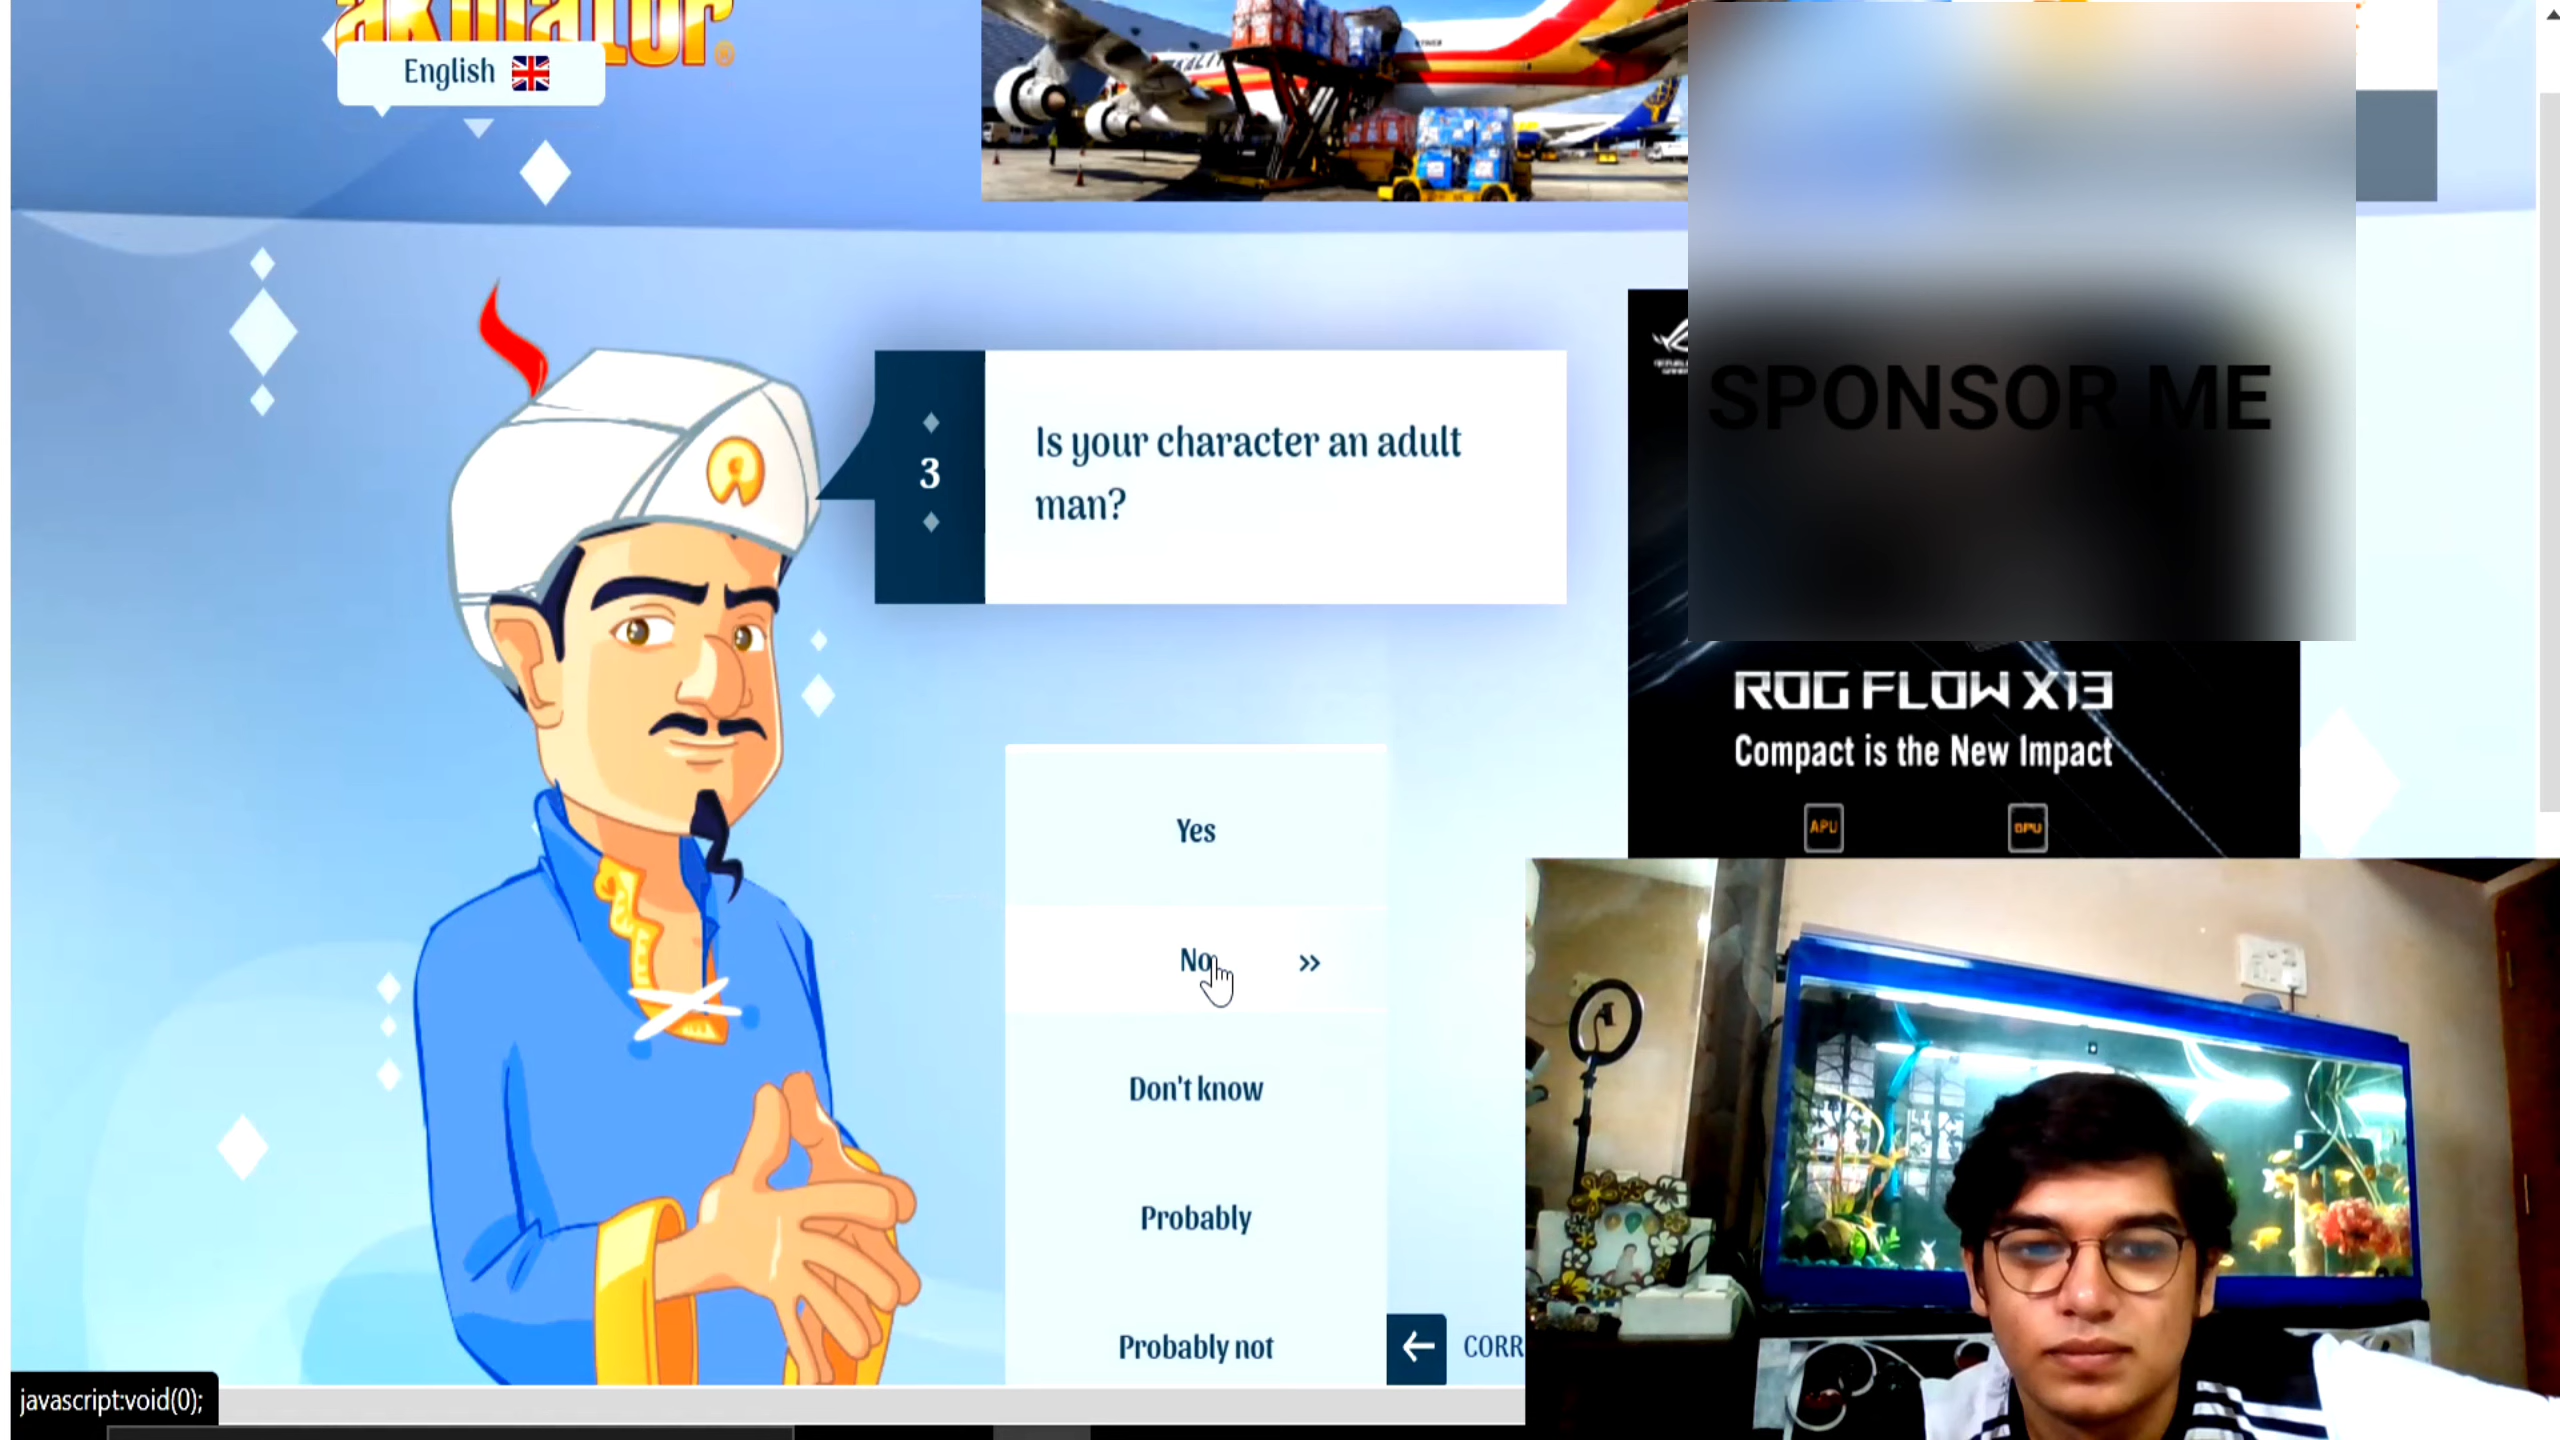 akinator
English
SPONSOR ME
3
Is your character an adult
man?
ROG FLOW X13
Compact is the New Impact
APU
GPU
Yes
No
Don't know
Probably
Probably not
CORR
javascript:void(0);